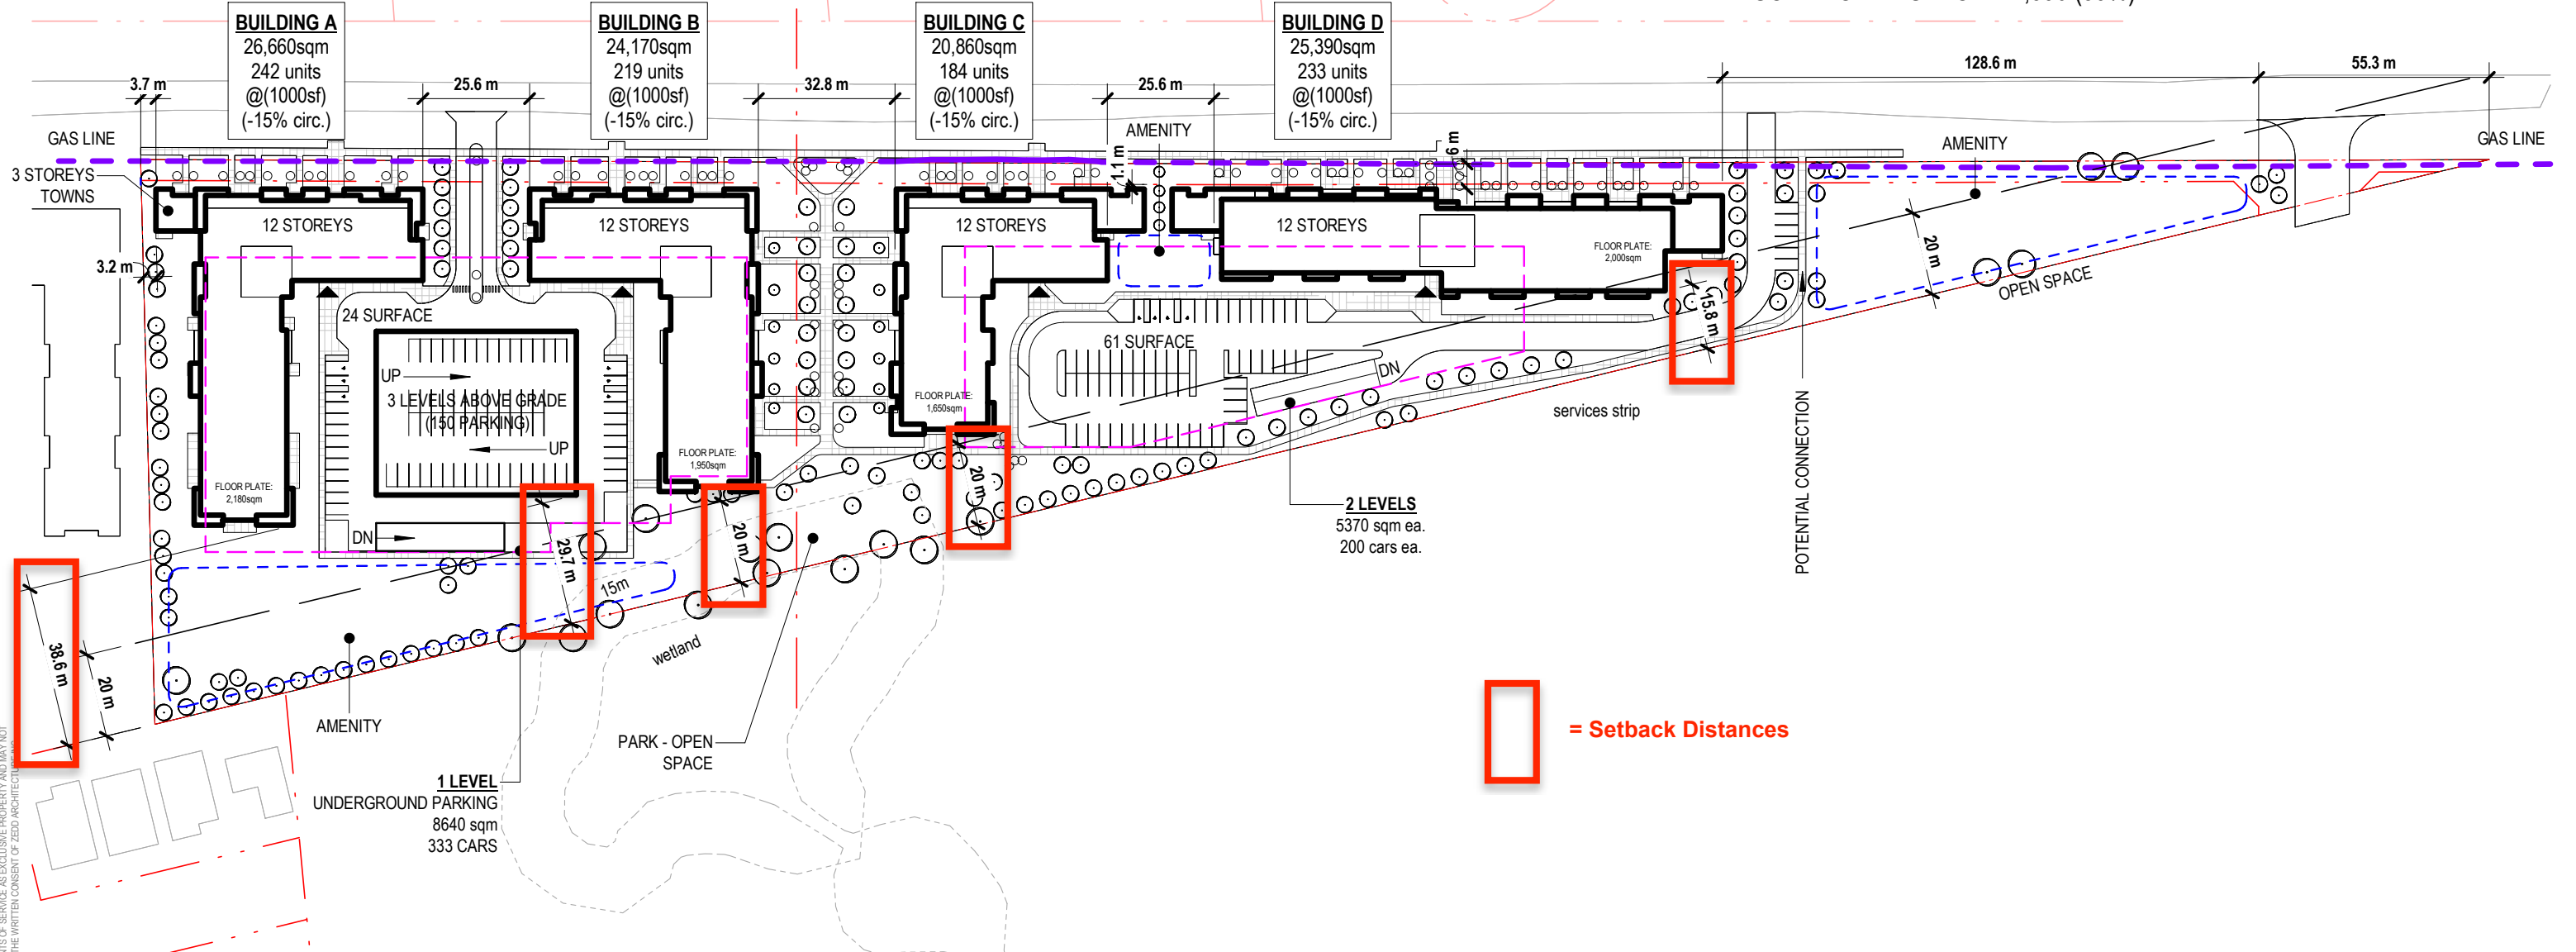 BUILDING A
26,660sqm
242 units
@(1000sf)
(-15% circ.)
BUILDING B
24,170sqm
219 units
@(1000sf)
(-15% circ.)
BUILDING C
20,860sqm
184 units
@(1000sf)
(-15% circ.)
BUILDING D
25,390sqm
233 units
@(1000sf)
(-15% circ.)
3.7 m
25.6 m
32.8 m
25.6 m
128.6 m
55.3 m
GAS LINE
AMENITY
AMENITY
GAS LINE
3 STOREYS
TOWNS
1.1 m
6 m
12 STOREYS
12 STOREYS
12 STOREYS
12 STOREYS
FLOOR PLATE:
2,000sqm
20 m
3.2 m
OPEN SPACE
24 SURFACE
61 SURFACE
15.8 m
UP
3 LEVELS ABOVE GRADE
(150 PARKING)
UP
DN
FLOOR PLATE:
1,650sqm
services strip
POTENTIAL CONNECTION
FLOOR PLATE:
1,950sqm
FLOOR PLATE:
2,180sqm
20 m
2 LEVELS
5370 sqm ea.
200 cars ea.
DN
29.7 m
20 m
15m
wetland
38.6 m
20 m
AMENITY
PARK - OPEN
SPACE
= Setback Distances
1 LEVEL
UNDERGROUND PARKING
8640 sqm
333 CARS